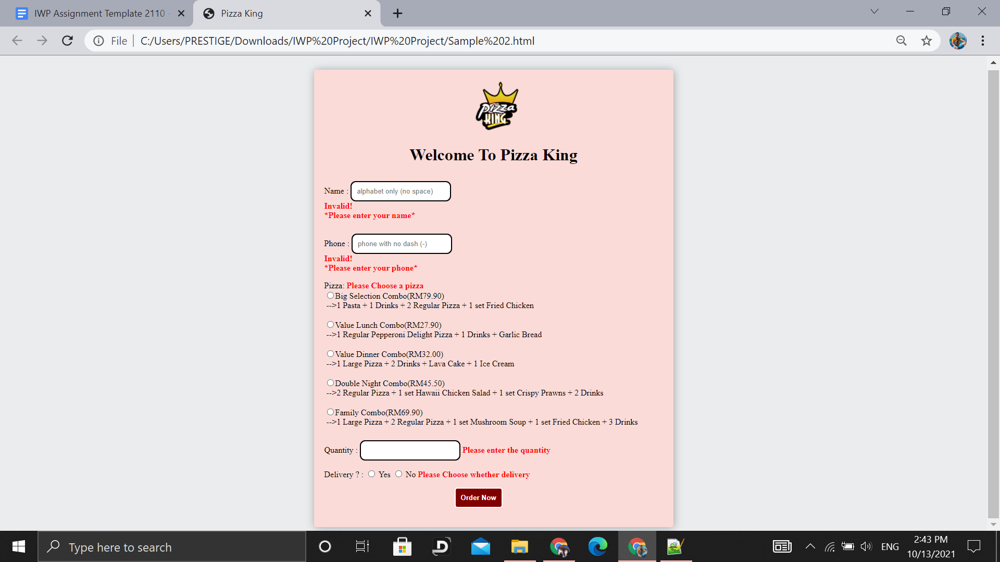 IWP Assignment Template 2110 -
Pizza King
File
C:/Users/PRESTIGE/Downloads/IWP%20Project/IWP%20Project/Sample%202.html
Pizza
KING
Welcome To Pizza King
Name : alphabet only (no space)
Invalid!
*Please enter your name*
Phone : phone with no dash (-)
Invalid!
*Please enter your phone*
Pizza: Please Choose a pizza
Big Selection Combo(RM79.90)
-->1 Pasta + 1 Drinks + 2 Regular Pizza + 1 set Fried Chicken
Value Lunch Combo(RM27.90)
-->1 Regular Pepperoni Delight Pizza + 1 Drinks + Garlic Bread
Value Dinner Combo(RM32.00)
-->1 Large Pizza + 2 Drinks + Lava Cake + 1 Ice Cream
Double Night Combo(RM45.50)
-->2 Regular Pizza + 1 set Hawaii Chicken Salad + 1 set Crispy Prawns + 2 Drinks
Family Combo(RM69.90)
-->1 Large Pizza + 2 Regular Pizza + 1 set Mushroom Soup + 1 set Fried Chicken + 3 Drinks
Quantity : Please enter the quantity
Delivery ? : Yes No Please Choose whether delivery
Order Now
Type here to search
ENG
2:43 PM
10/13/2021